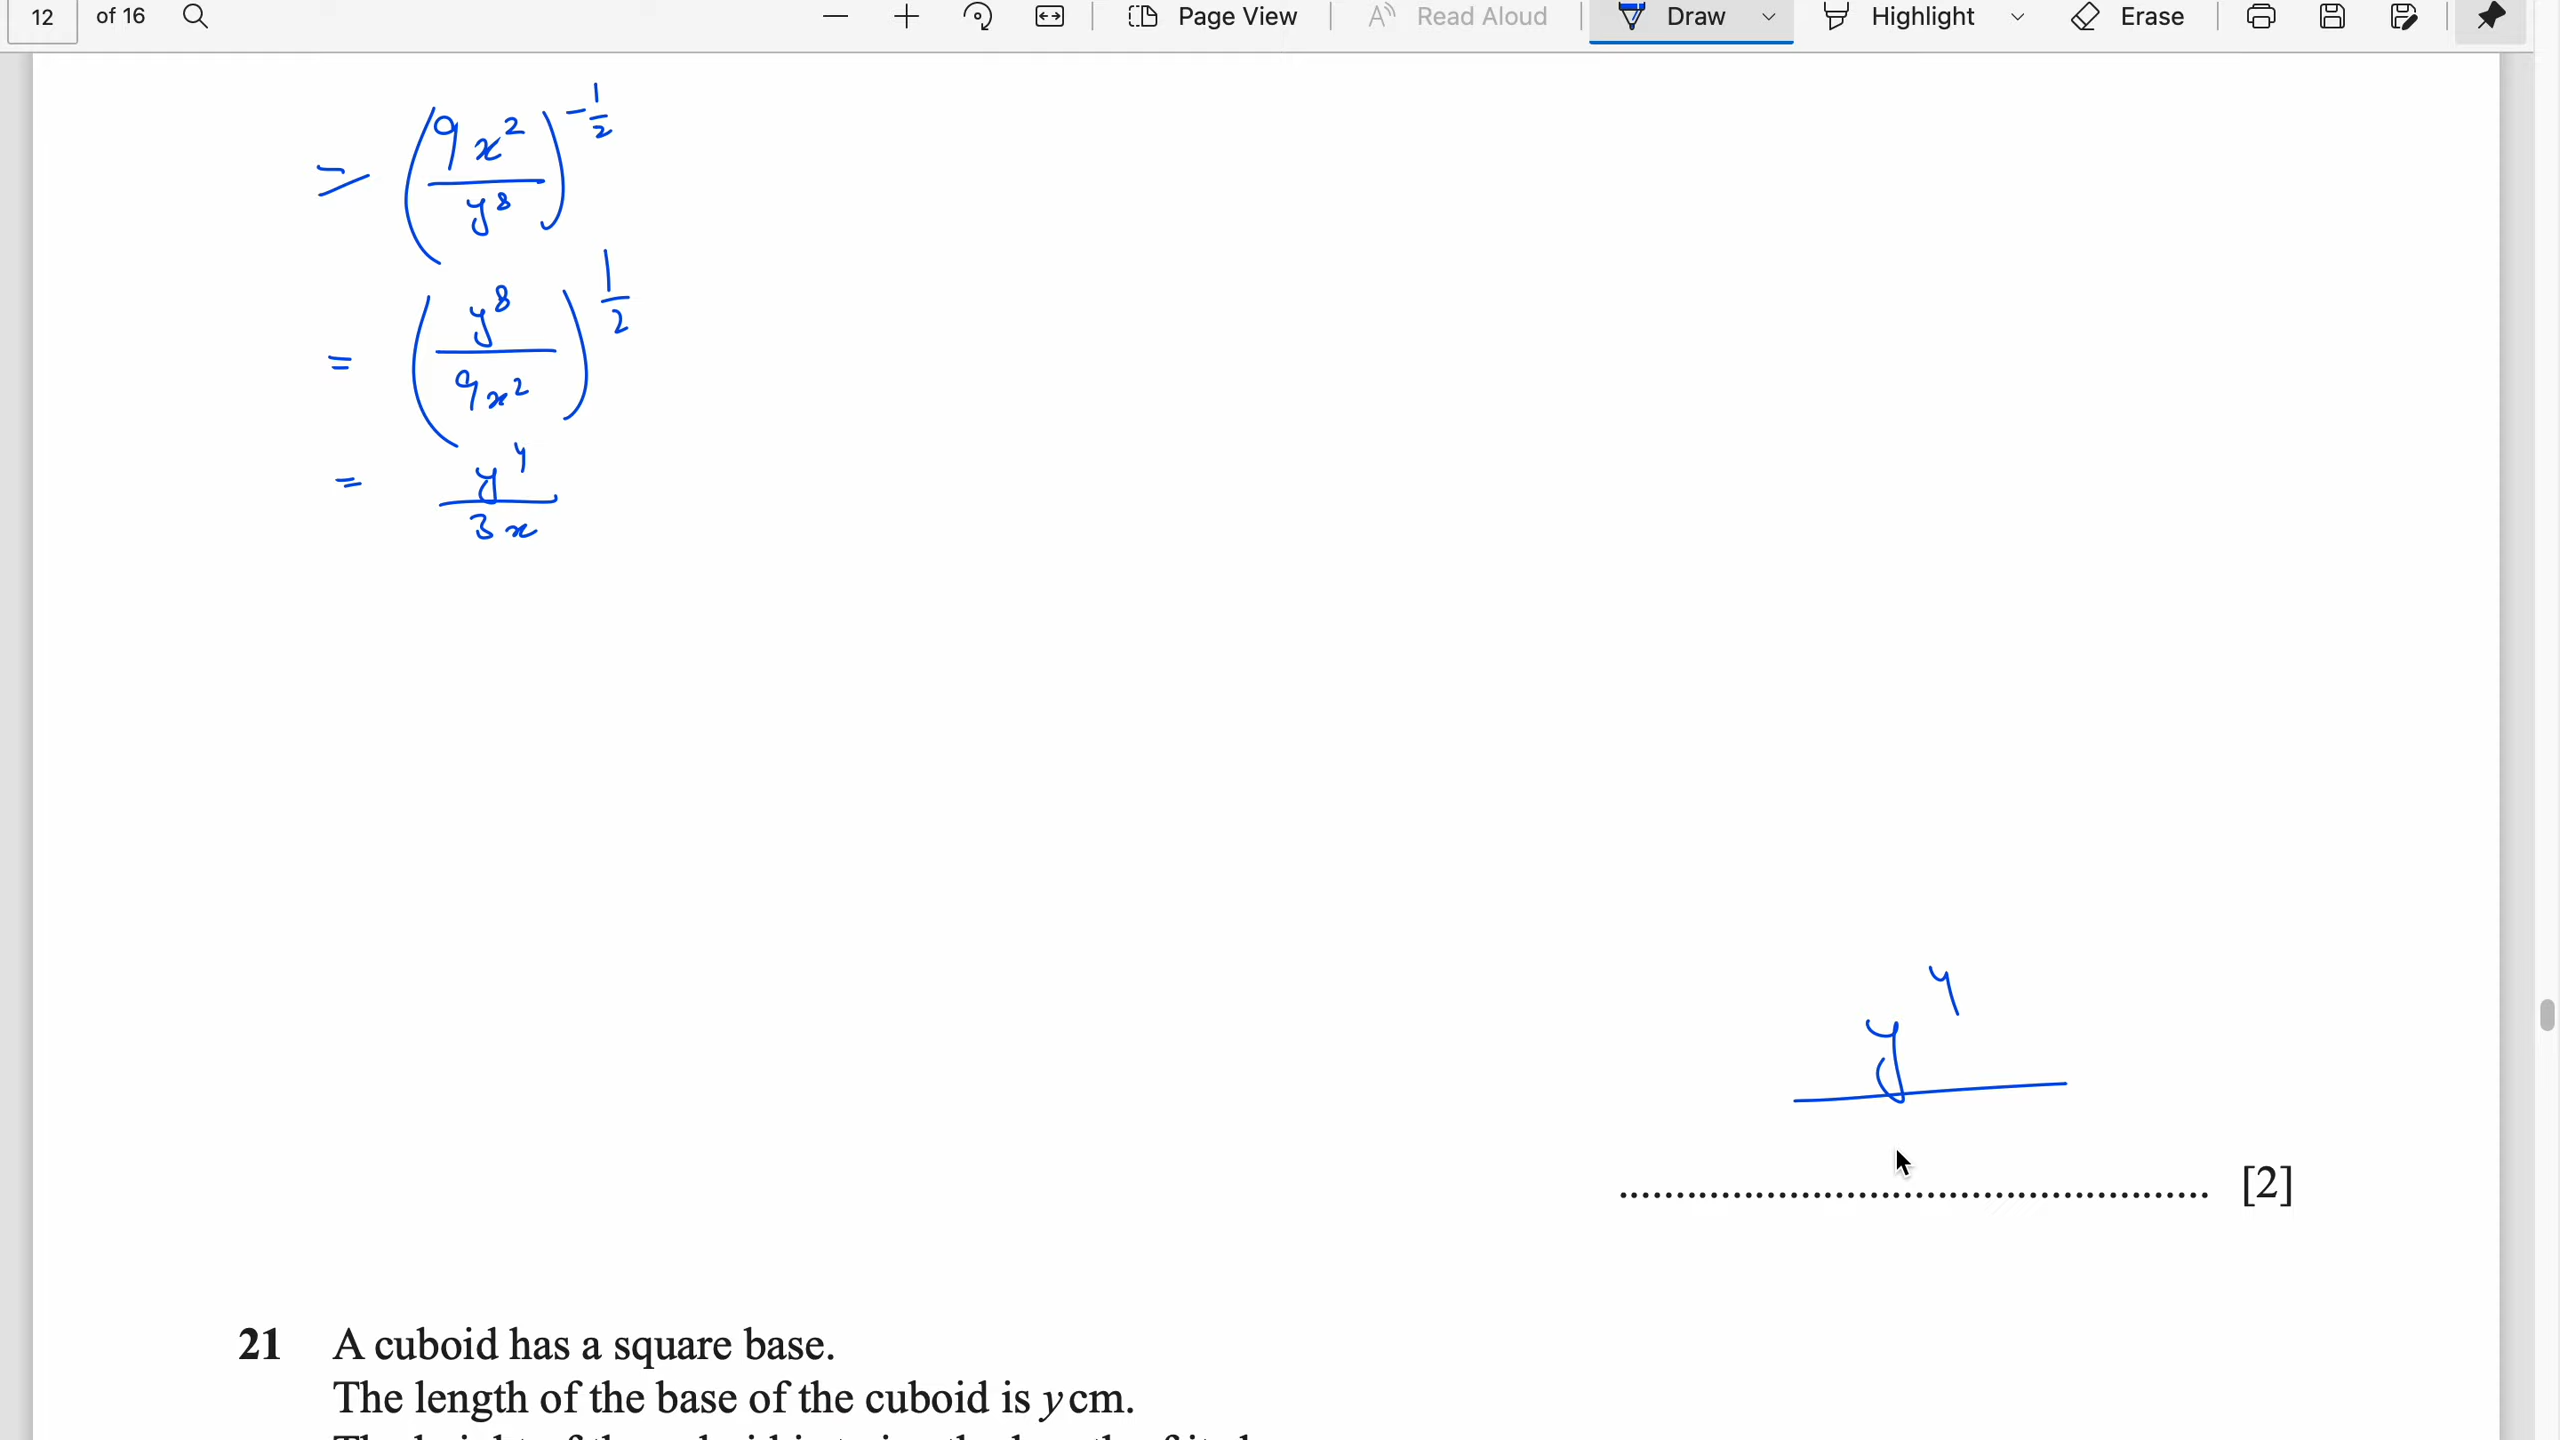 12 of 16 Page View Read Aloud Draw Highlight Erase
= (9x²/y⁸)^(-1/2)
= (y⁸/9x²)^(1/2)
= y⁴/3x
y⁴
.................................................... [2]
21 A cuboid has a square base.
The length of the base of the cuboid is y cm.